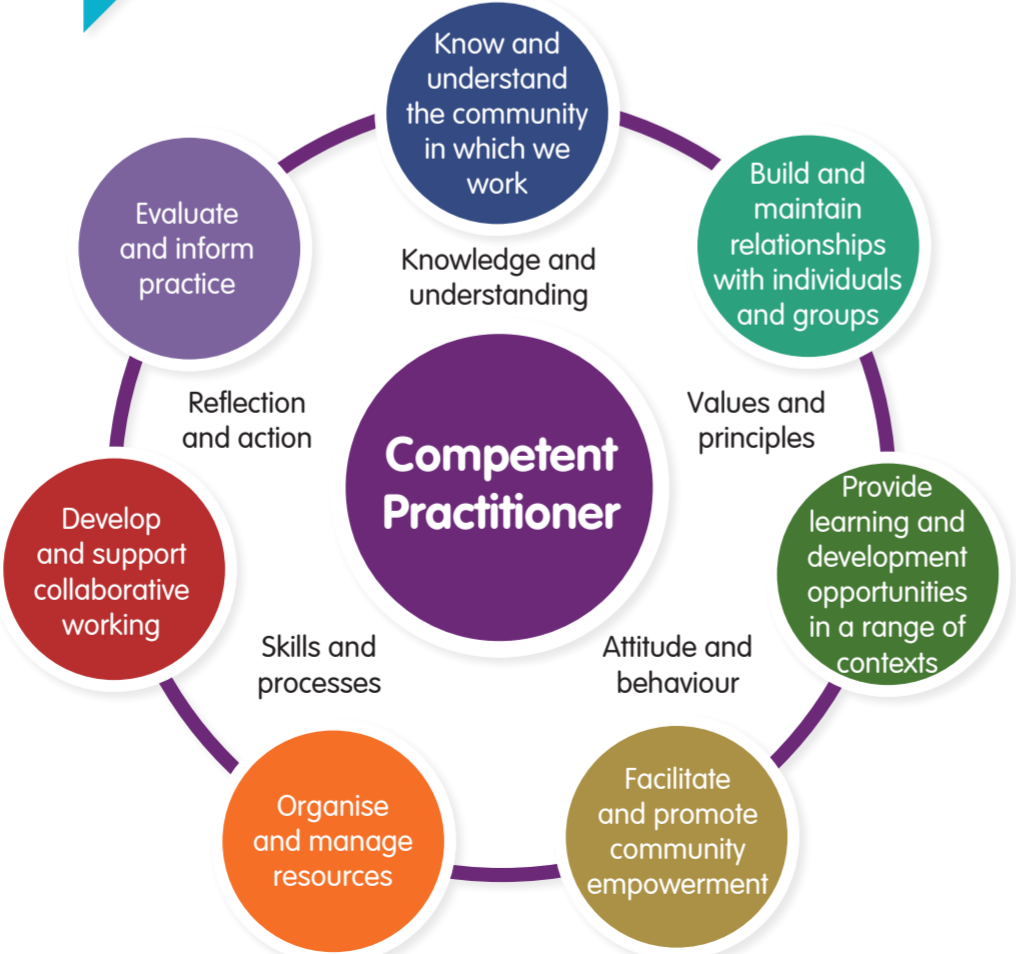 Know and
understand
the community
in which we
work
Build and
maintain
relationships
with individuals
and groups
Provide
learning and
development
opportunities
in a range of
contexts
Facilitate
and promote
community
empowerment
Organise
and manage
resources
Develop
and support
collaborative
working
Evaluate
and inform
practice
Knowledge and
understanding
Values and
principles
Attitude and
behaviour
Skills and
processes
Reflection
and action
Competent
Practitioner